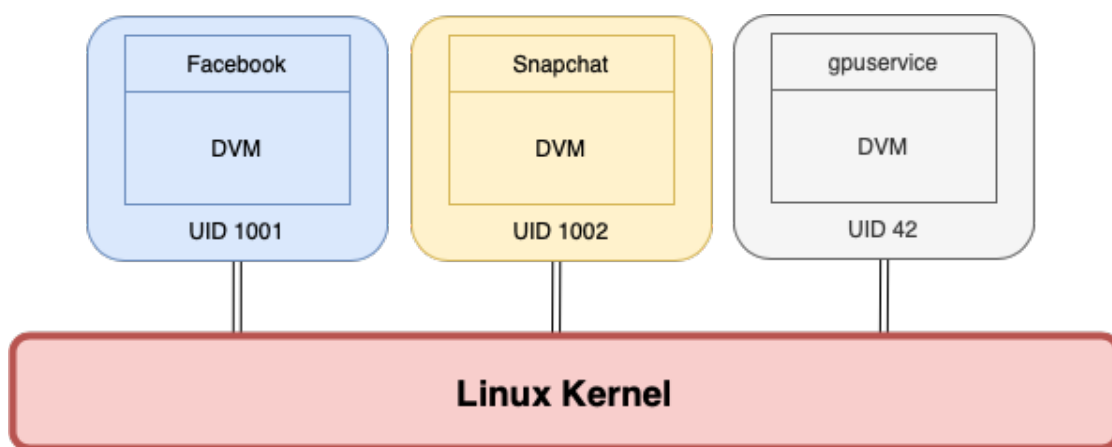 Facebook
DVM
UID 1001
Snapchat
DVM
UID 1002
gpuservice
DVM
UID 42
Linux Kernel